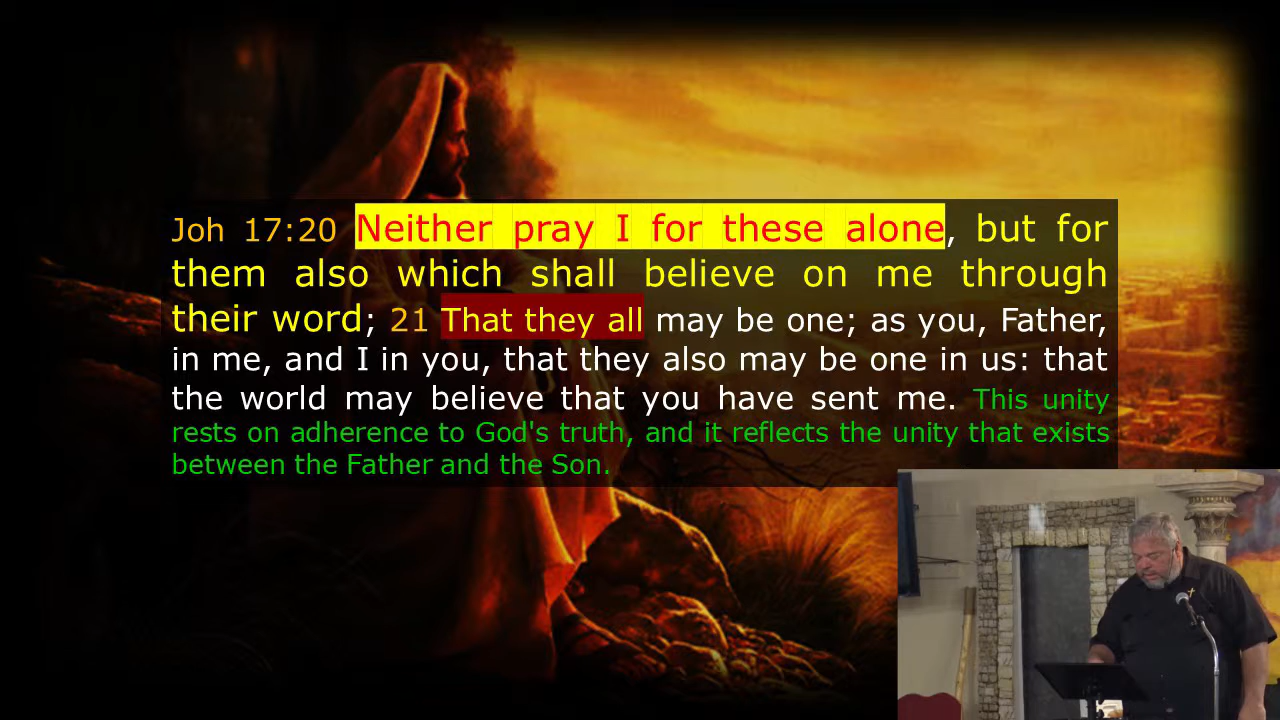 Joh 17:20 Neither pray I for these alone, but for
them also which shall believe on me through
their word; 21 That they all may be one; as you, Father,
in me, and I in you, that they also may be one in us: that
the world may believe that you have sent me. This unity
rests on adherence to God's truth, and it reflects the unity that exists
between the Father and the Son.